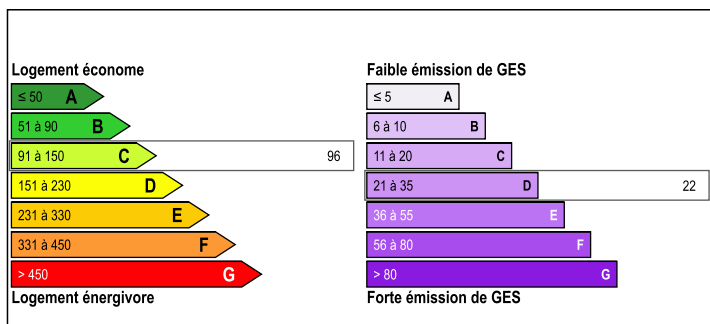 Logement économe
≤ 50 A
51 à 90 B
91 à 150 C 96
151 à 230 D
231 à 330 E
331 à 450 F
> 450 G
Logement énergivore
Faible émission de GES
≤ 5 A
6 à 10 B
11 à 20 C
21 à 35 D 22
36 à 55 E
56 à 80 F
> 80 G
Forte émission de GES